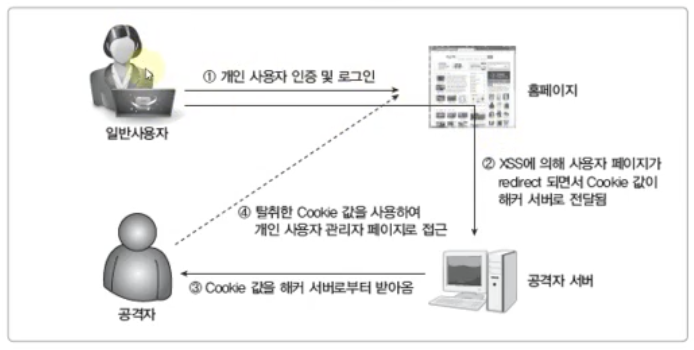 ① 개인 사용자 인증 및 로그인
홈페이지
일반사용자
② XSS에 의해 사용자 페이지가
redirect 되면서 Cookie 값이
해커 서버로 전달됨
④ 탈취한 Cookie 값을 사용하여
개인 사용자 관리자 페이지로 접근
공격자 서버
③ Cookie 값을 해커 서버로부터 받아옴
공격자